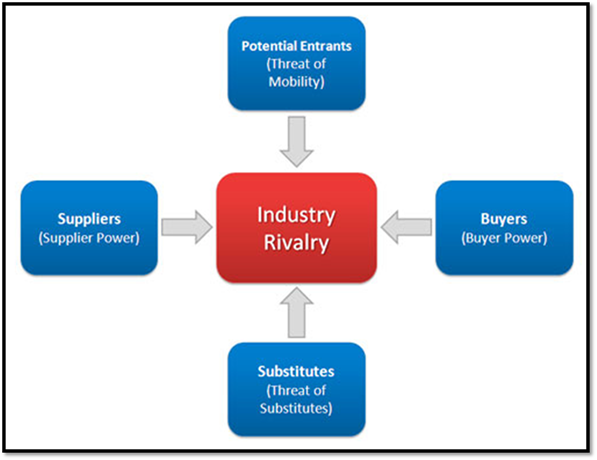 Potential Entrants
(Threat of
Mobility)
Suppliers
(Supplier Power)
Industry
Rivalry
Buyers
(Buyer Power)
Substitutes
(Threat of
Substitutes)